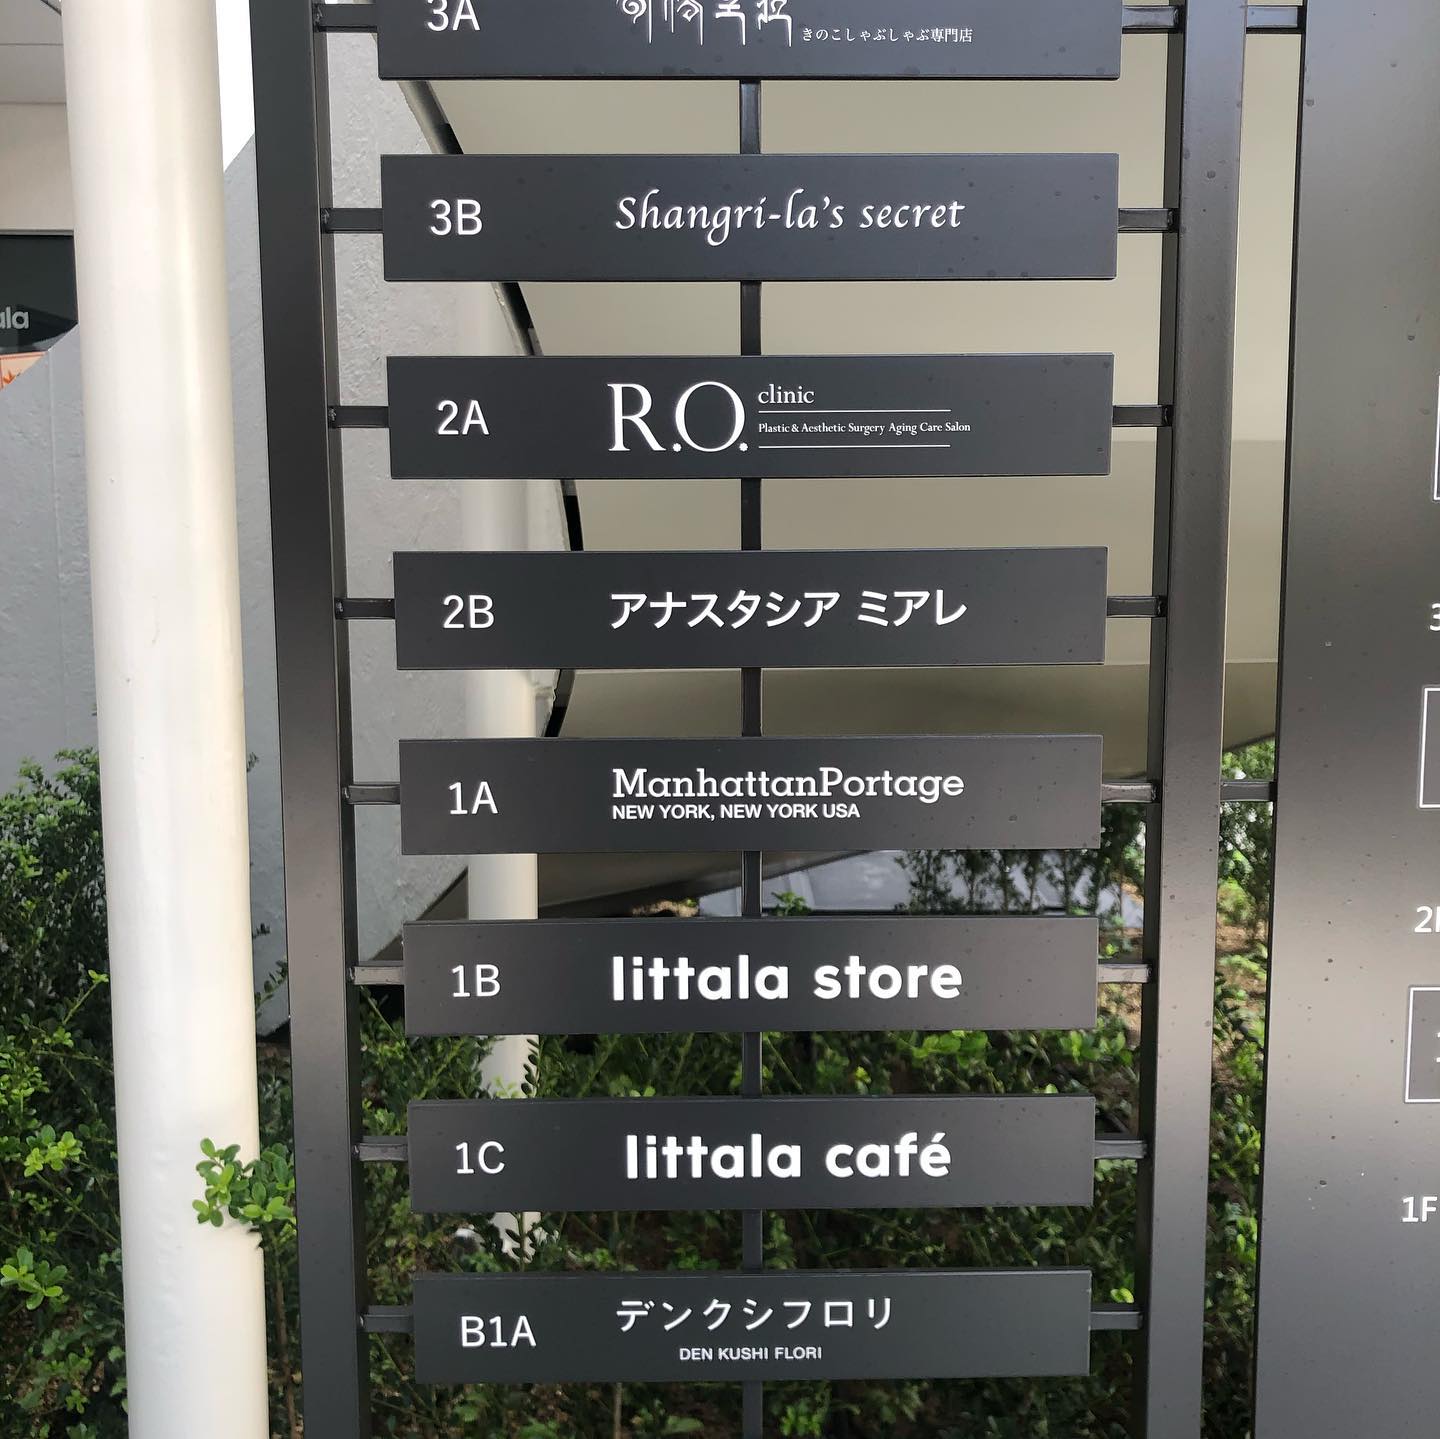 3A
きのこしゃぶしゃぶ専門店
3B Shangri-la's secret
2A R.O. clinic
Plastic & Aesthetic Surgery Aging Care Salon
2B アナスタシア ミアレ
1A ManhattanPortage
NEW YORK, NEW YORK USA
1B Iittala store
1C Iittala café
B1A デンクシフロリ
DEN KUSHI FLORI
1F